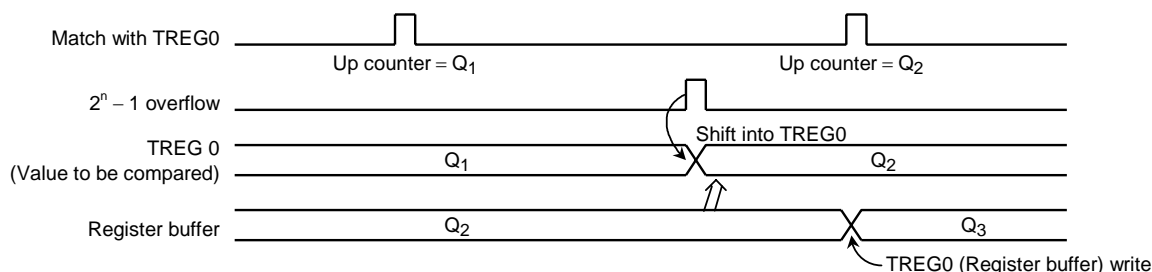 Match with TREG0
Up counter = Q1
Up counter = Q2
2ⁿ − 1 overflow
Shift into TREG0
TREG 0
(Value to be compared)
Q1
Q2
Register buffer
Q2
Q3
TREG0 (Register buffer) write